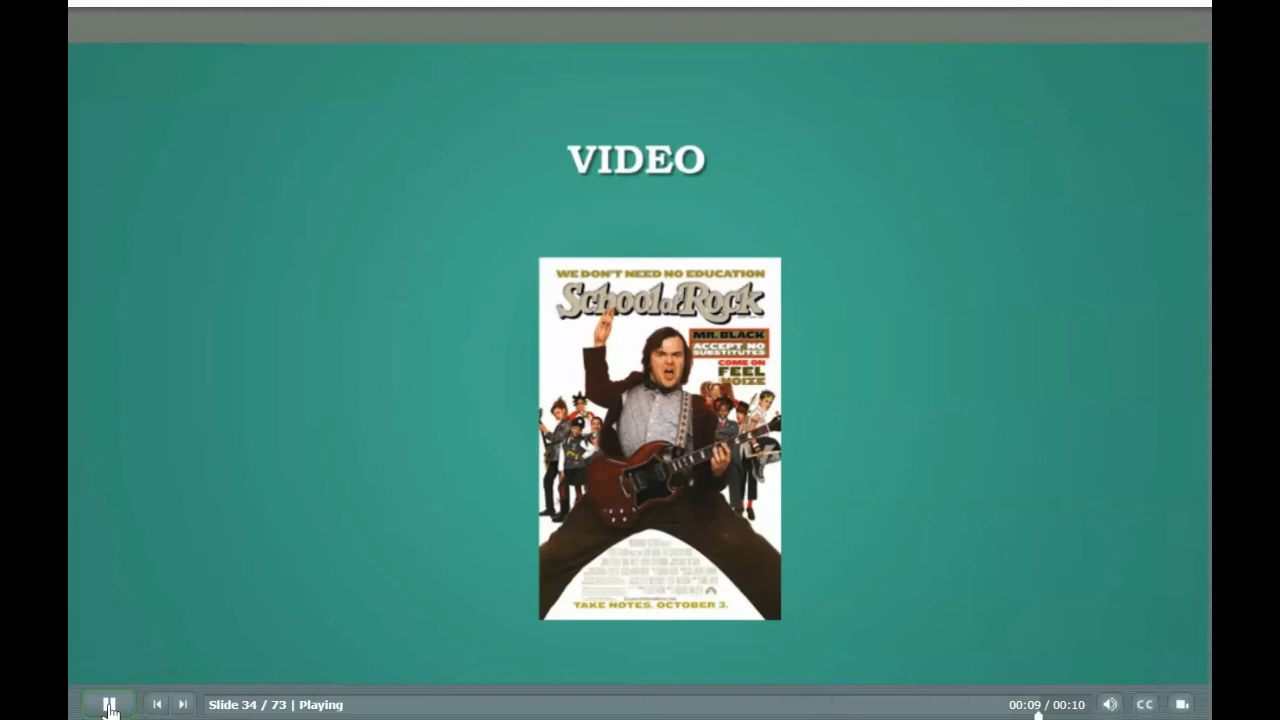 VIDEO
WE DON'T NEED NO EDUCATION
School of Rock
MR. BLACK
ACCEPT NO
SUBSTITUTES
COME ON
FEEL
NOIZE
TAKE NOTES. OCTOBER 3.
Slide 34 / 73 | Playing
00:09 / 00:10
CC